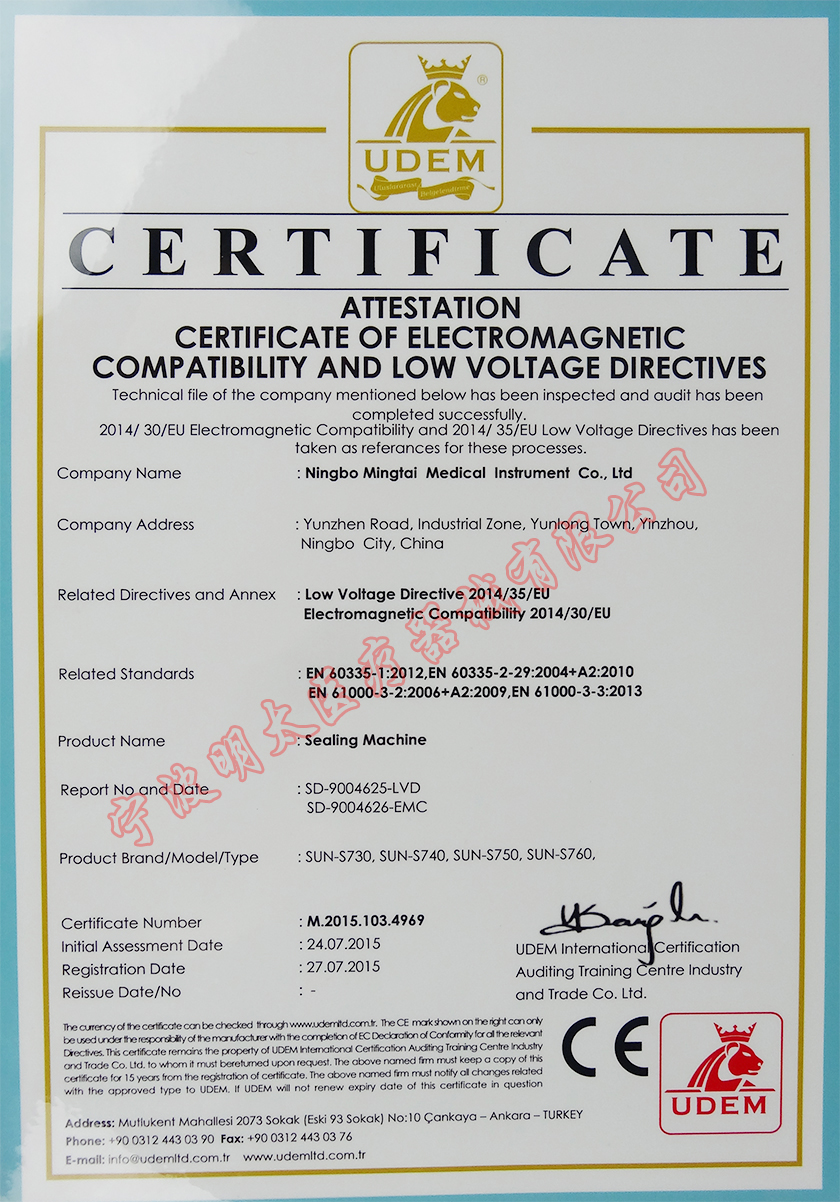 UDEM
®
Uluslararası Belgelendirme
CERTIFICATE
ATTESTATION
CERTIFICATE OF ELECTROMAGNETIC
COMPATIBILITY AND LOW VOLTAGE DIRECTIVES
Technical file of the company mentioned below has been inspected and audit has been
completed successfully.
2014/ 30/EU Electromagnetic Compatibility and 2014/ 35/EU Low Voltage Directives has been
taken as referances for these processes.
Company Name : Ningbo Mingtai Medical Instrument Co., Ltd
Company Address : Yunzhen Road, Industrial Zone, Yunlong Town, Yinzhou,
Ningbo City, China
Related Directives and Annex : Low Voltage Directive 2014/35/EU
Electromagnetic Compatibility 2014/30/EU
Related Standards : EN 60335-1:2012,EN 60335-2-29:2004+A2:2010
EN 61000-3-2:2006+A2:2009,EN 61000-3-3:2013
Product Name : Sealing Machine
Report No and Date : SD-9004625-LVD
SD-9004626-EMC
Product Brand/Model/Type : SUN-S730, SUN-S740, SUN-S750, SUN-S760,
宁波明太医疗器械有限公司
Certificate Number : M.2015.103.4969
Initial Assessment Date : 24.07.2015
Registration Date : 27.07.2015
Reissue Date/No : -
UDEM International Certification
Auditing Training Centre Industry
and Trade Co. Ltd.
The currency of the certificate can be checked through www.udemltd.com.tr. The CE mark shown on the right can only
be used under the responsibility of the manufacturer with the completion of EC Declaration of Conformity for all the relevant
Directives. This certificate remains the property of UDEM International Certification Auditing Training Centre Industry
and Trade Co. Ltd. to whom it must bereturned upon request. The above named firm must keep a copy of this
certificate for 15 years from the registration of certificate. The above named firm must notify all changes related
with the approved type to UDEM. If UDEM will not renew expiry date of this certificate in question
CE
UDEM
Address: Mutlukent Mahallesi 2073 Sokak (Eski 93 Sokak) No:10 Çankaya – Ankara – TURKEY
Phone: +90 0312 443 03 90 Fax: +90 0312 443 03 76
E-mail: info@udemltd.com.tr www.udemltd.com.tr